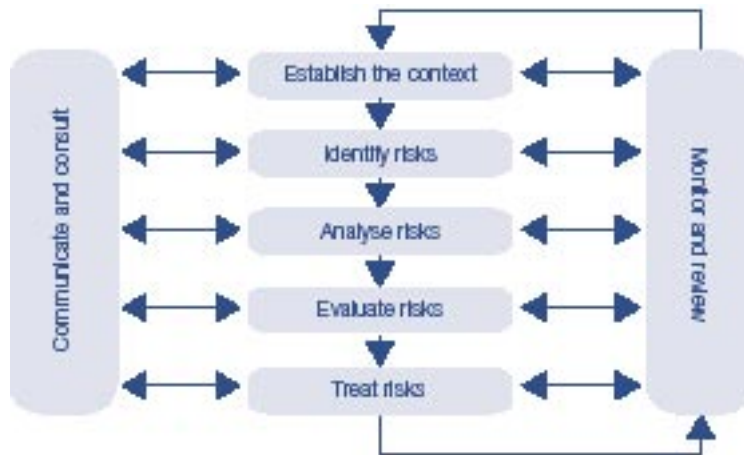 Establish the context
Identify risks
Analyse risks
Evaluate risks
Treat risks
Communicate and consult
Monitor and review